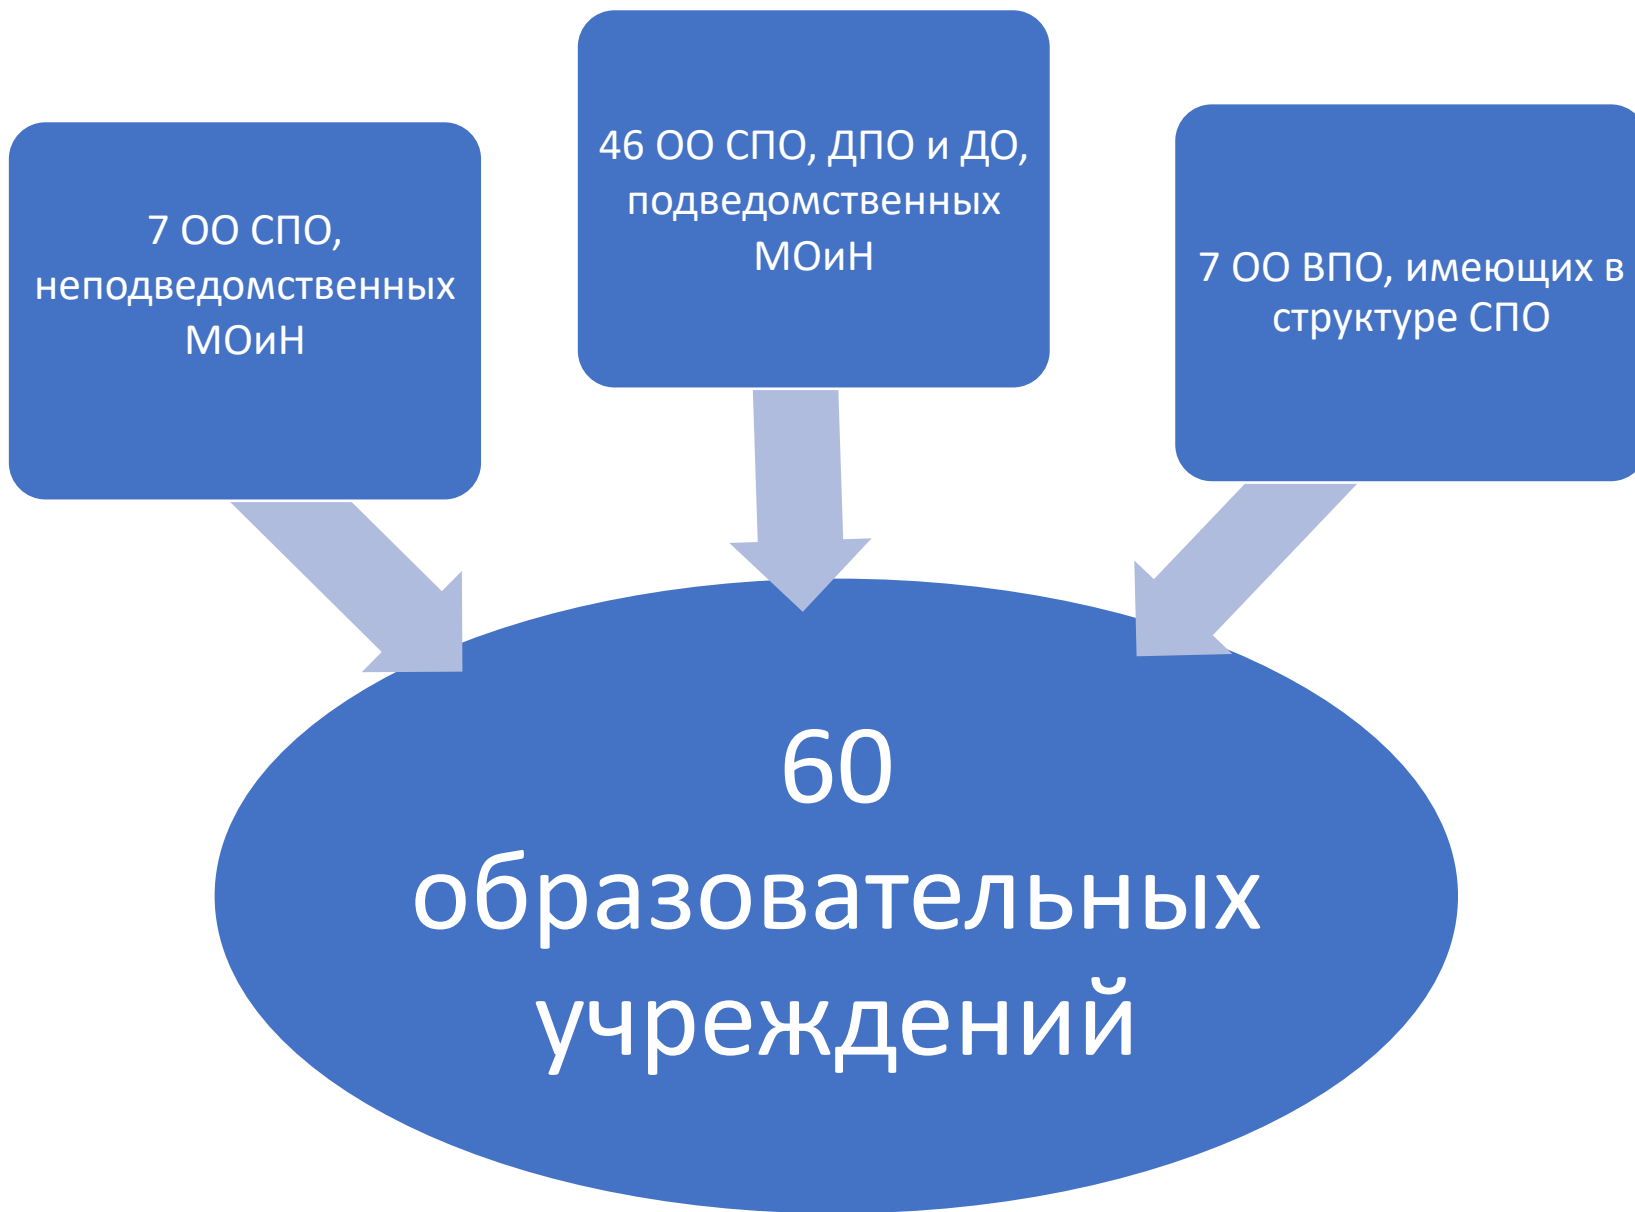 7 ОО СПО,
неподведомственных
МОиН
46 ОО СПО, ДПО и ДО,
подведомственных
МОиН
7 ОО ВПО, имеющих в
структуре СПО
60
образовательных
учреждений